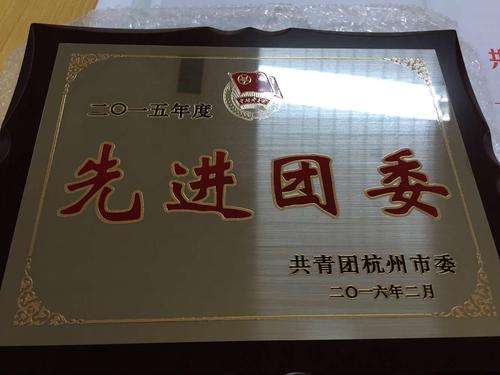 二〇一五年度
先进团委
共青团杭州市委
二〇一六年二月
共